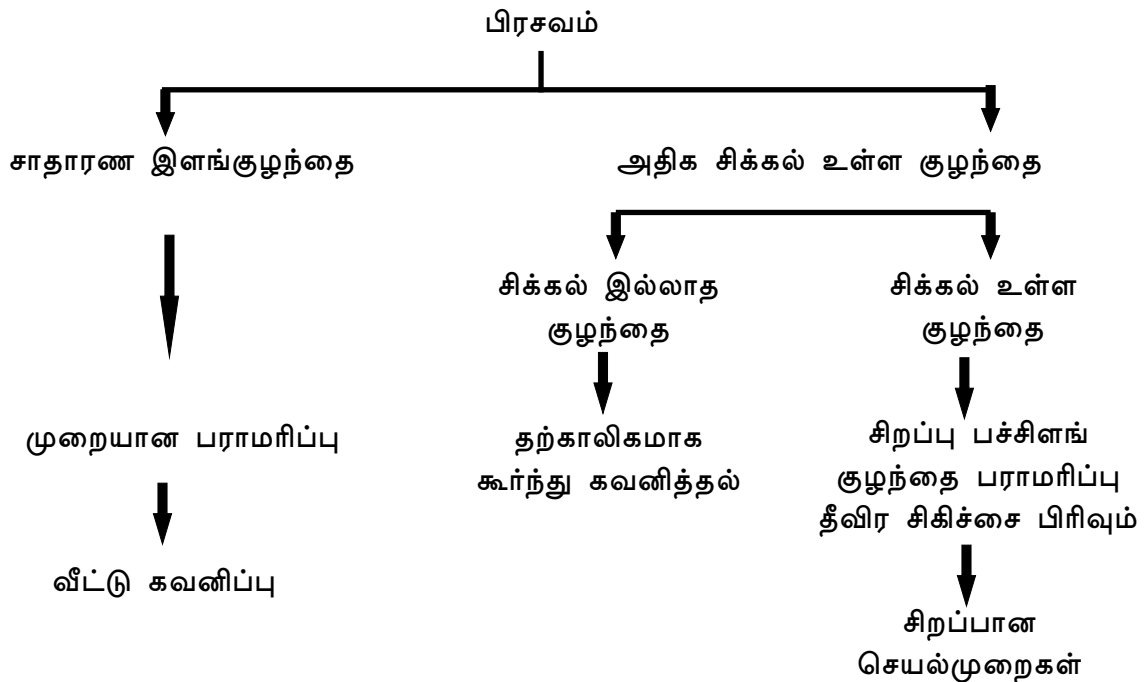 பிரசவம்
சாதாரண இளங்குழந்தை
அதிக சிக்கல் உள்ள குழந்தை
சிக்கல் இல்லாத
குழந்தை
சிக்கல் உள்ள
குழந்தை
முறையான பராமரிப்பு
தற்காலிகமாக
கூர்ந்து கவனித்தல்
சிறப்பு பச்சிளங்
குழந்தை பராமரிப்பு
தீவிர சிகிச்சை பிரிவும்
வீட்டு கவனிப்பு
சிறப்பான
செயல்முறைகள்